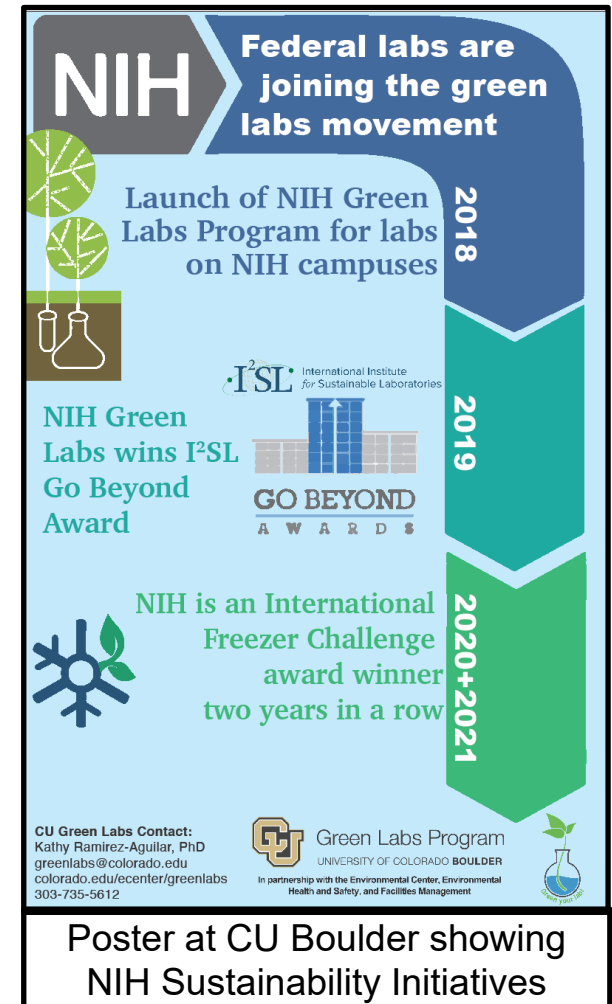 NIH
Federal labs are
joining the green
labs movement
Launch of NIH Green
Labs Program for labs
on NIH campuses
2018
I²SL
International Institute
for Sustainable Laboratories
NIH Green
Labs wins I²SL
Go Beyond
Award
GO BEYOND
AWARDS
2019
NIH is an International
Freezer Challenge
award winner
two years in a row
2020+2021
CU Green Labs Contact:
Kathy Ramirez-Aguilar, PhD
greenlabs@colorado.edu
colorado.edu/ecenter/greenlabs
303-735-5612
CU
Green Labs Program
UNIVERSITY OF COLORADO BOULDER
In partnership with the Environmental Center, Environmental
Health and Safety, and Facilities Management
Green your lab
Poster at CU Boulder showing
NIH Sustainability Initiatives